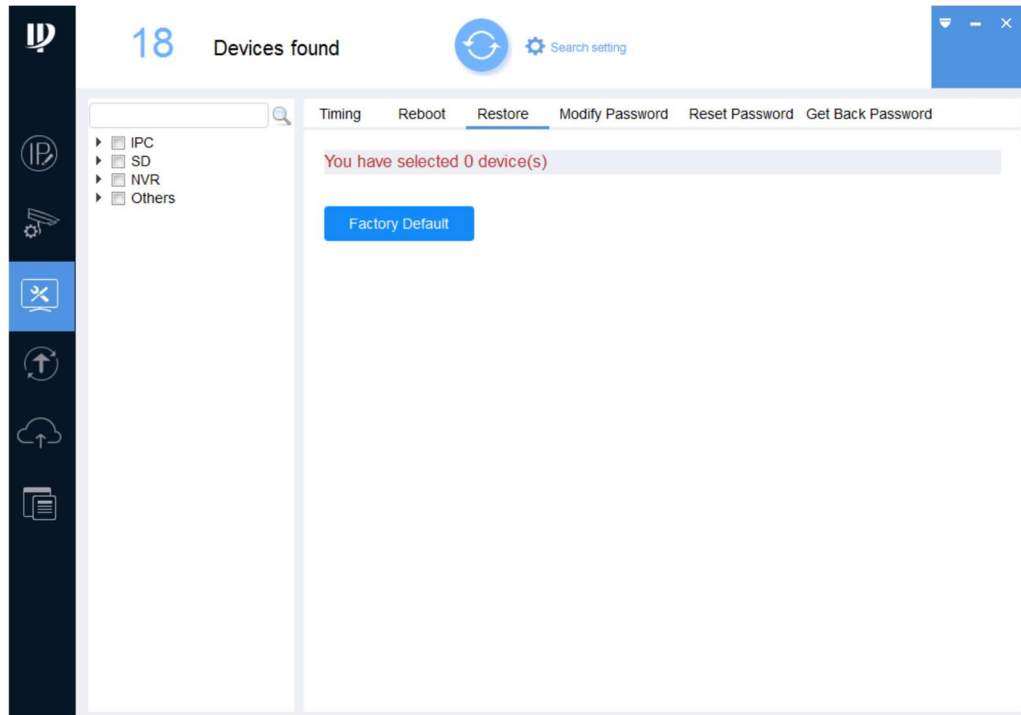 18 Devices found Search setting
Timing Reboot Restore Modify Password Reset Password Get Back Password
You have selected 0 device(s)
IPC
SD
NVR
Others
Factory Default
IP